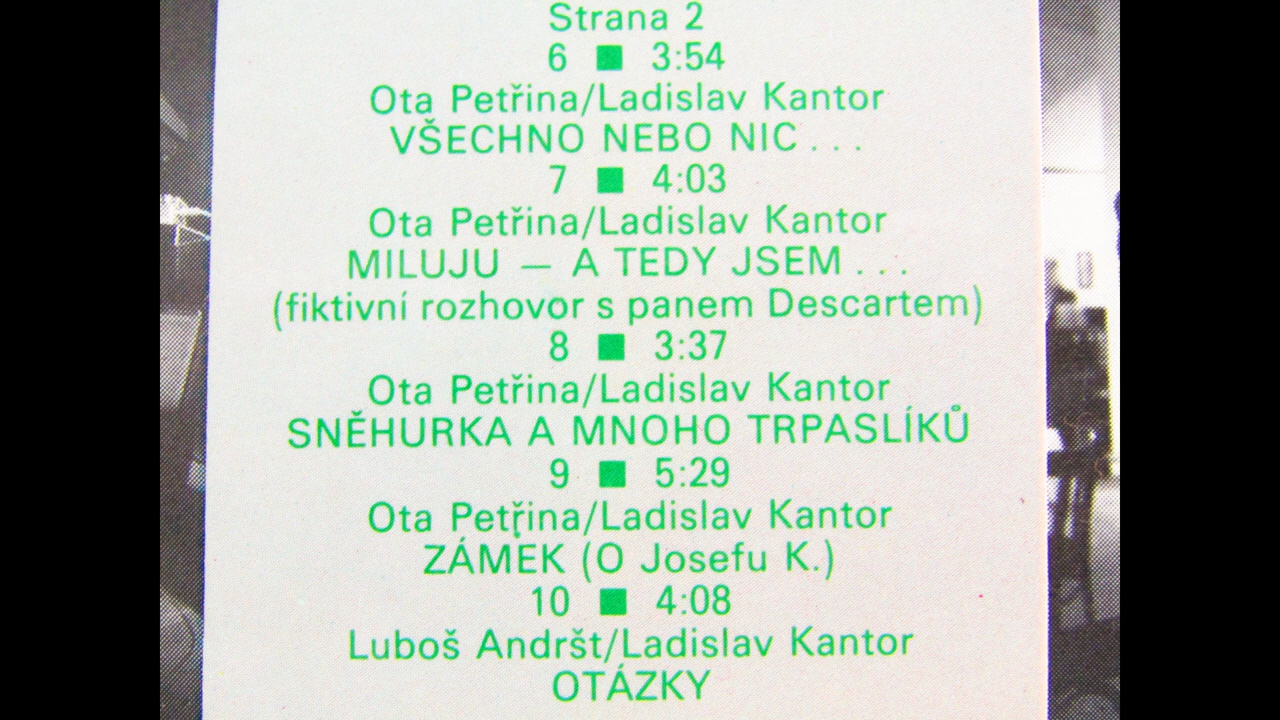 Strana 2
6 ■ 3:54
Ota Petřina/Ladislav Kantor
VŠECHNO NEBO NIC . . .
7 ■ 4:03
Ota Petřina/Ladislav Kantor
MILUJU — A TEDY JSEM . . .
(fiktivní rozhovor s panem Descartem)
8 ■ 3:37
Ota Petřina/Ladislav Kantor
SNĚHURKA A MNOHO TRPASLÍKŮ
9 ■ 5:29
Ota Petřina/Ladislav Kantor
ZÁMEK (O Josefu K.)
10 ■ 4:08
Luboš Andršt/Ladislav Kantor
OTÁZKY